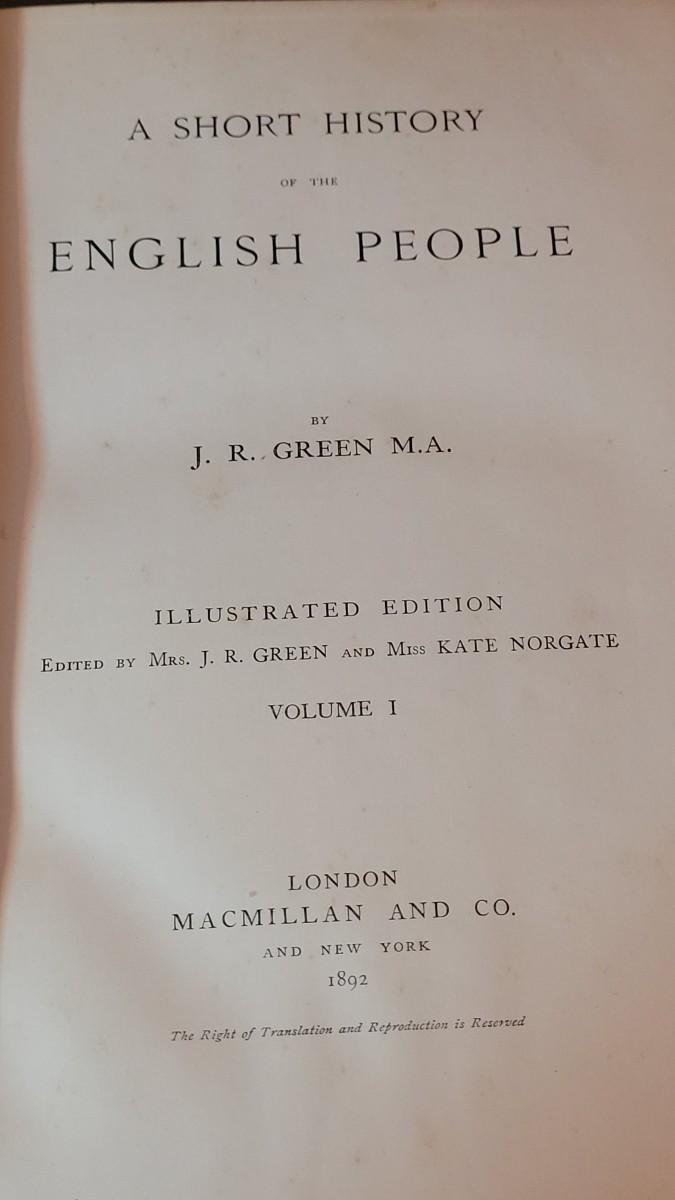 A SHORT HISTORY
OF THE
ENGLISH PEOPLE
BY
J. R. GREEN M.A.
ILLUSTRATED EDITION
EDITED BY MRS. J. R. GREEN AND MISS KATE NORGATE
VOLUME I
LONDON
MACMILLAN AND CO.
AND NEW YORK
1892
The Right of Translation and Reproduction is Reserved